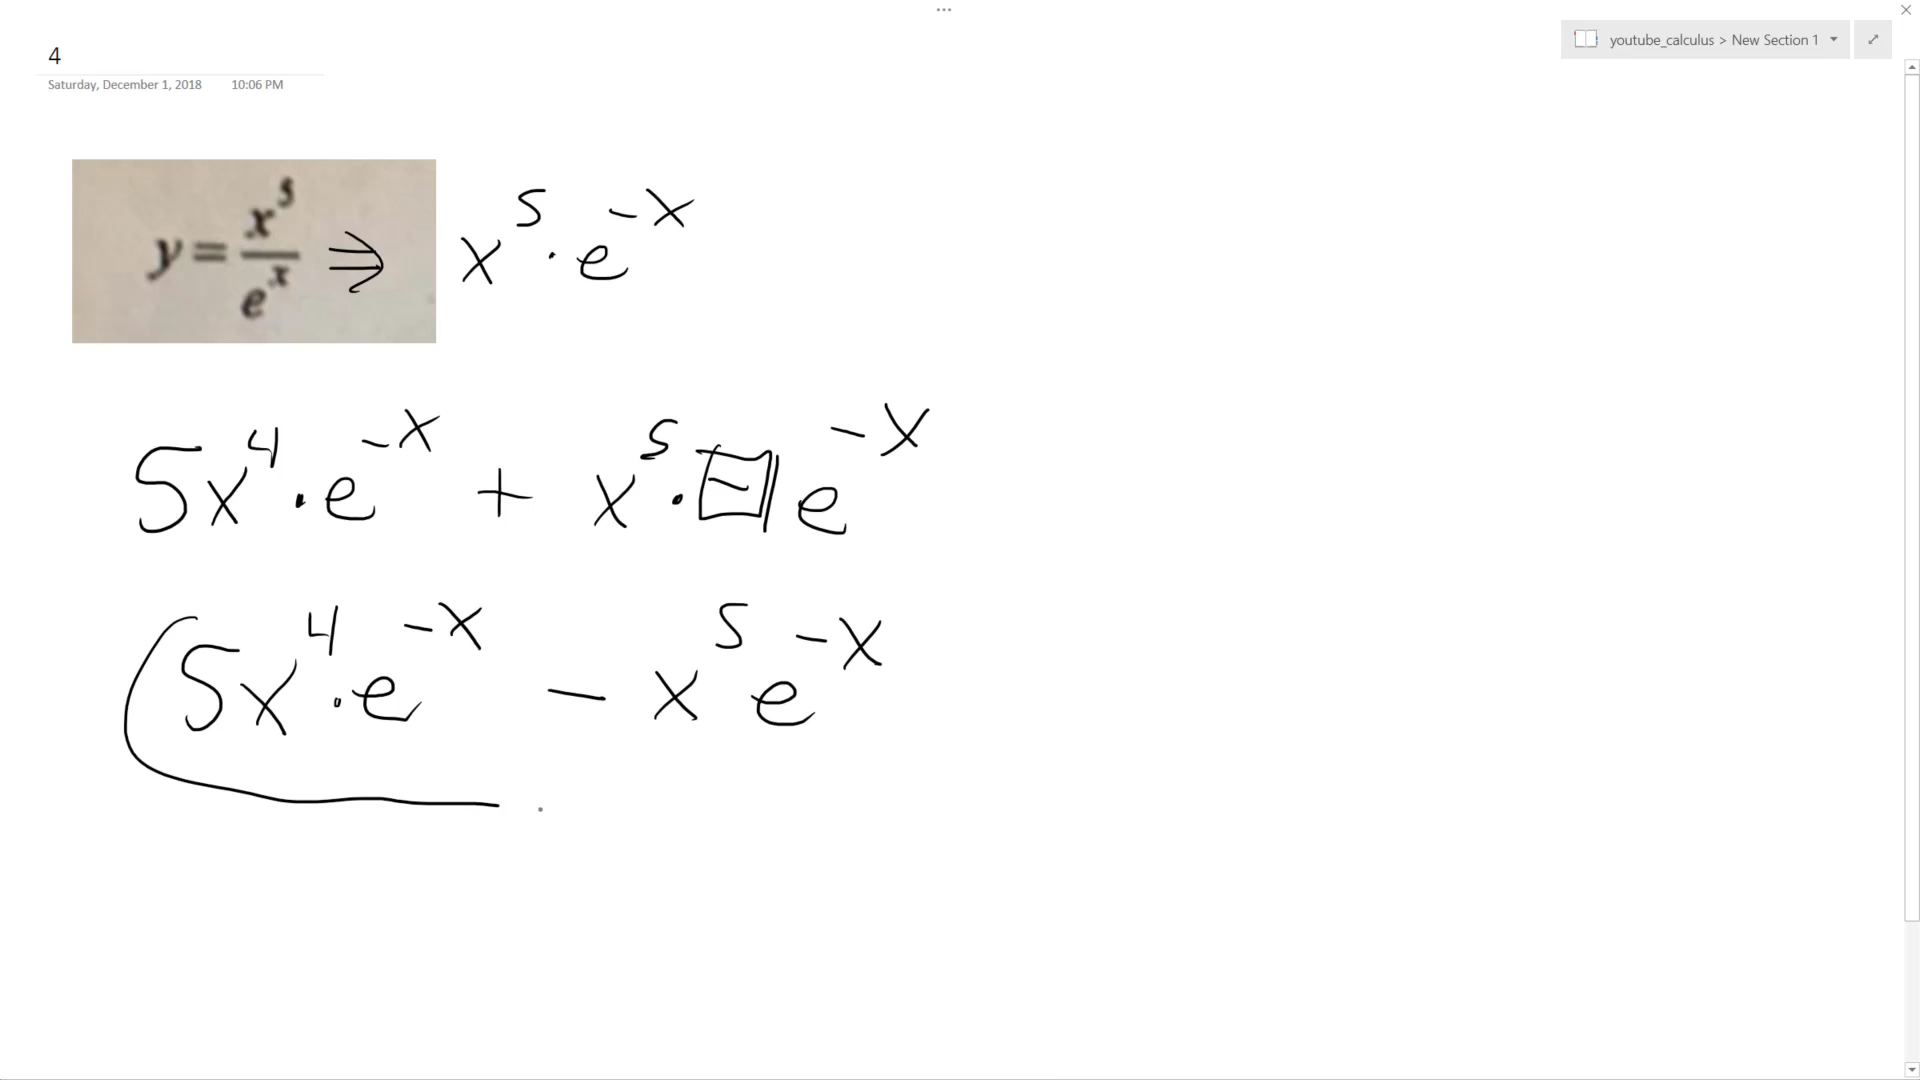 ...
youtube_calculus > New Section 1
4
Saturday, December 1, 2018 10:06 PM
y = x^5/e^x ⇒ x^5 · e^-x
5x^4 · e^-x + x^5 · - e^-x
5x^4 · e^-x - x^5 e^-x